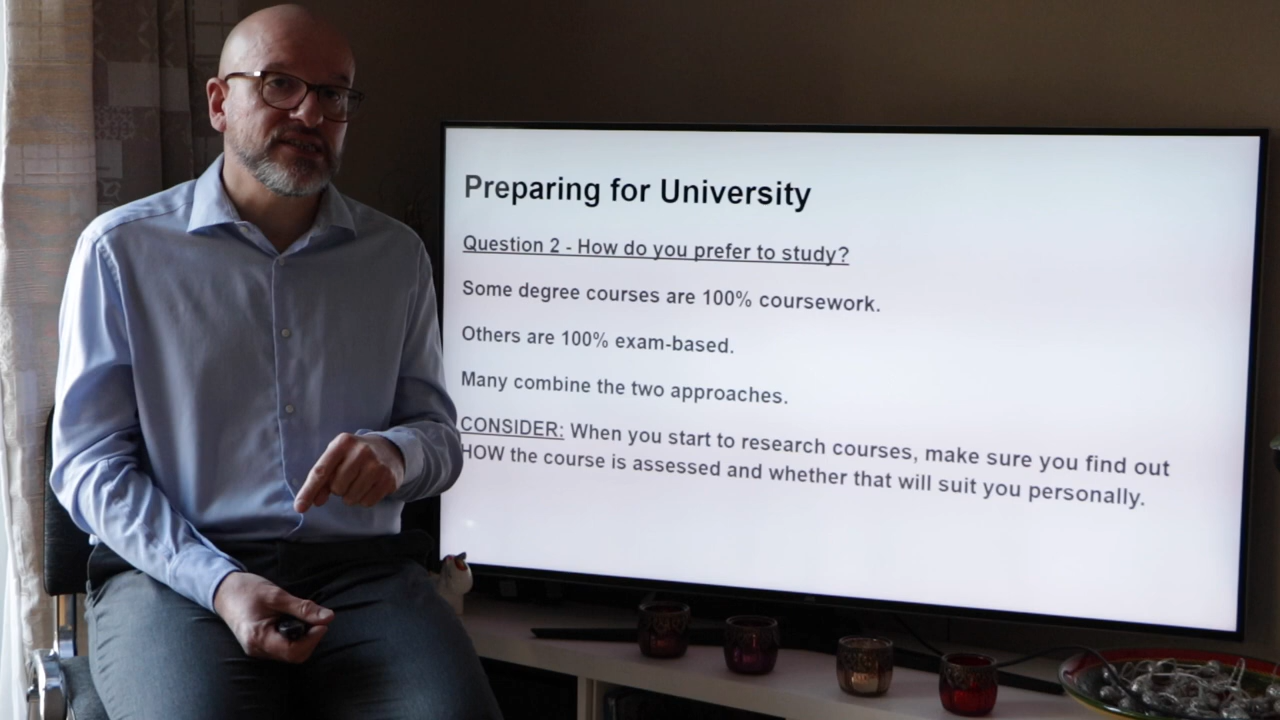 Preparing for University
Question 2 - How do you prefer to study?
Some degree courses are 100% coursework.
Others are 100% exam-based.
Many combine the two approaches.
CONSIDER: When you start to research courses, make sure you find out
HOW the course is assessed and whether that will suit you personally.